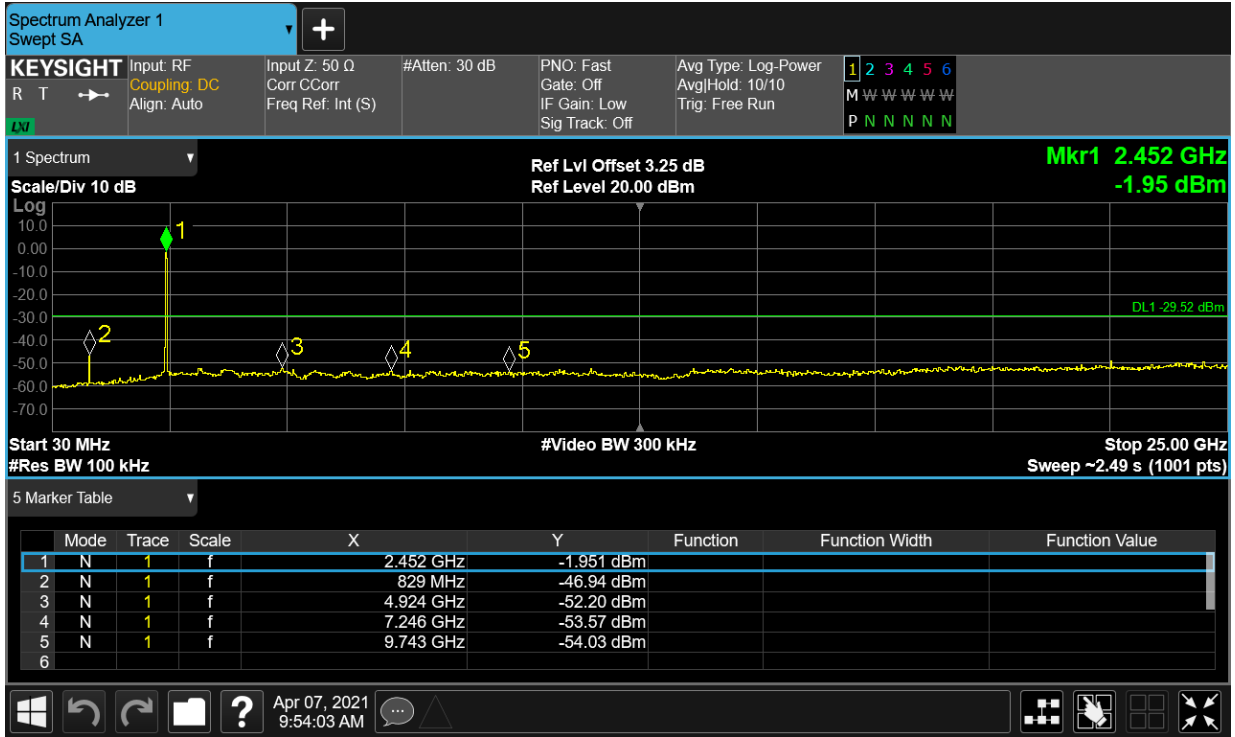 Spectrum Analyzer 1
Swept SA
KEYSIGHT
R T
LXI
Input: RF
Coupling: DC
Align: Auto
Input Z: 50 Ω
Corr CCorr
Freq Ref: Int (S)
#Atten: 30 dB
PNO: Fast
Gate: Off
IF Gain: Low
Sig Track: Off
Avg Type: Log-Power
Avg|Hold: 10/10
Trig: Free Run
1 2 3 4 5 6
M W W W W W
P N N N N N
1 Spectrum
Scale/Div 10 dB
Ref Lvl Offset 3.25 dB
Ref Level 20.00 dBm
Mkr1 2.452 GHz
-1.95 dBm
Log
10.0
0.00
-10.0
-20.0
-30.0
-40.0
-50.0
-60.0
-70.0
1
2
3
4
5
DL1 -29.52 dBm
Start 30 MHz
#Video BW 300 kHz
Stop 25.00 GHz
#Res BW 100 kHz
Sweep ~2.49 s (1001 pts)
5 Marker Table
Mode Trace Scale X Y Function Function Width Function Value
1 N 1 f 2.452 GHz -1.951 dBm
2 N 1 f 829 MHz -46.94 dBm
3 N 1 f 4.924 GHz -52.20 dBm
4 N 1 f 7.246 GHz -53.57 dBm
5 N 1 f 9.743 GHz -54.03 dBm
6
?
Apr 07, 2021
9:54:03 AM